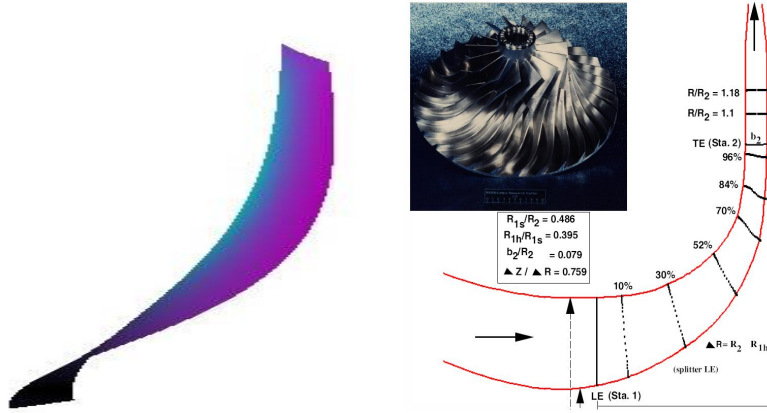 R/R2 = 1.18
R/R2 = 1.1
TE (Sta. 2) b2
96%
84%
70%
52%
30%
10%
R1s/R2 = 0.486
R1h/R1s = 0.395
b2/R2 = 0.079
▲ Z / ▲ R = 0.759
▲ R = R2 R1h
(splitter LE)
LE (Sta. 1)